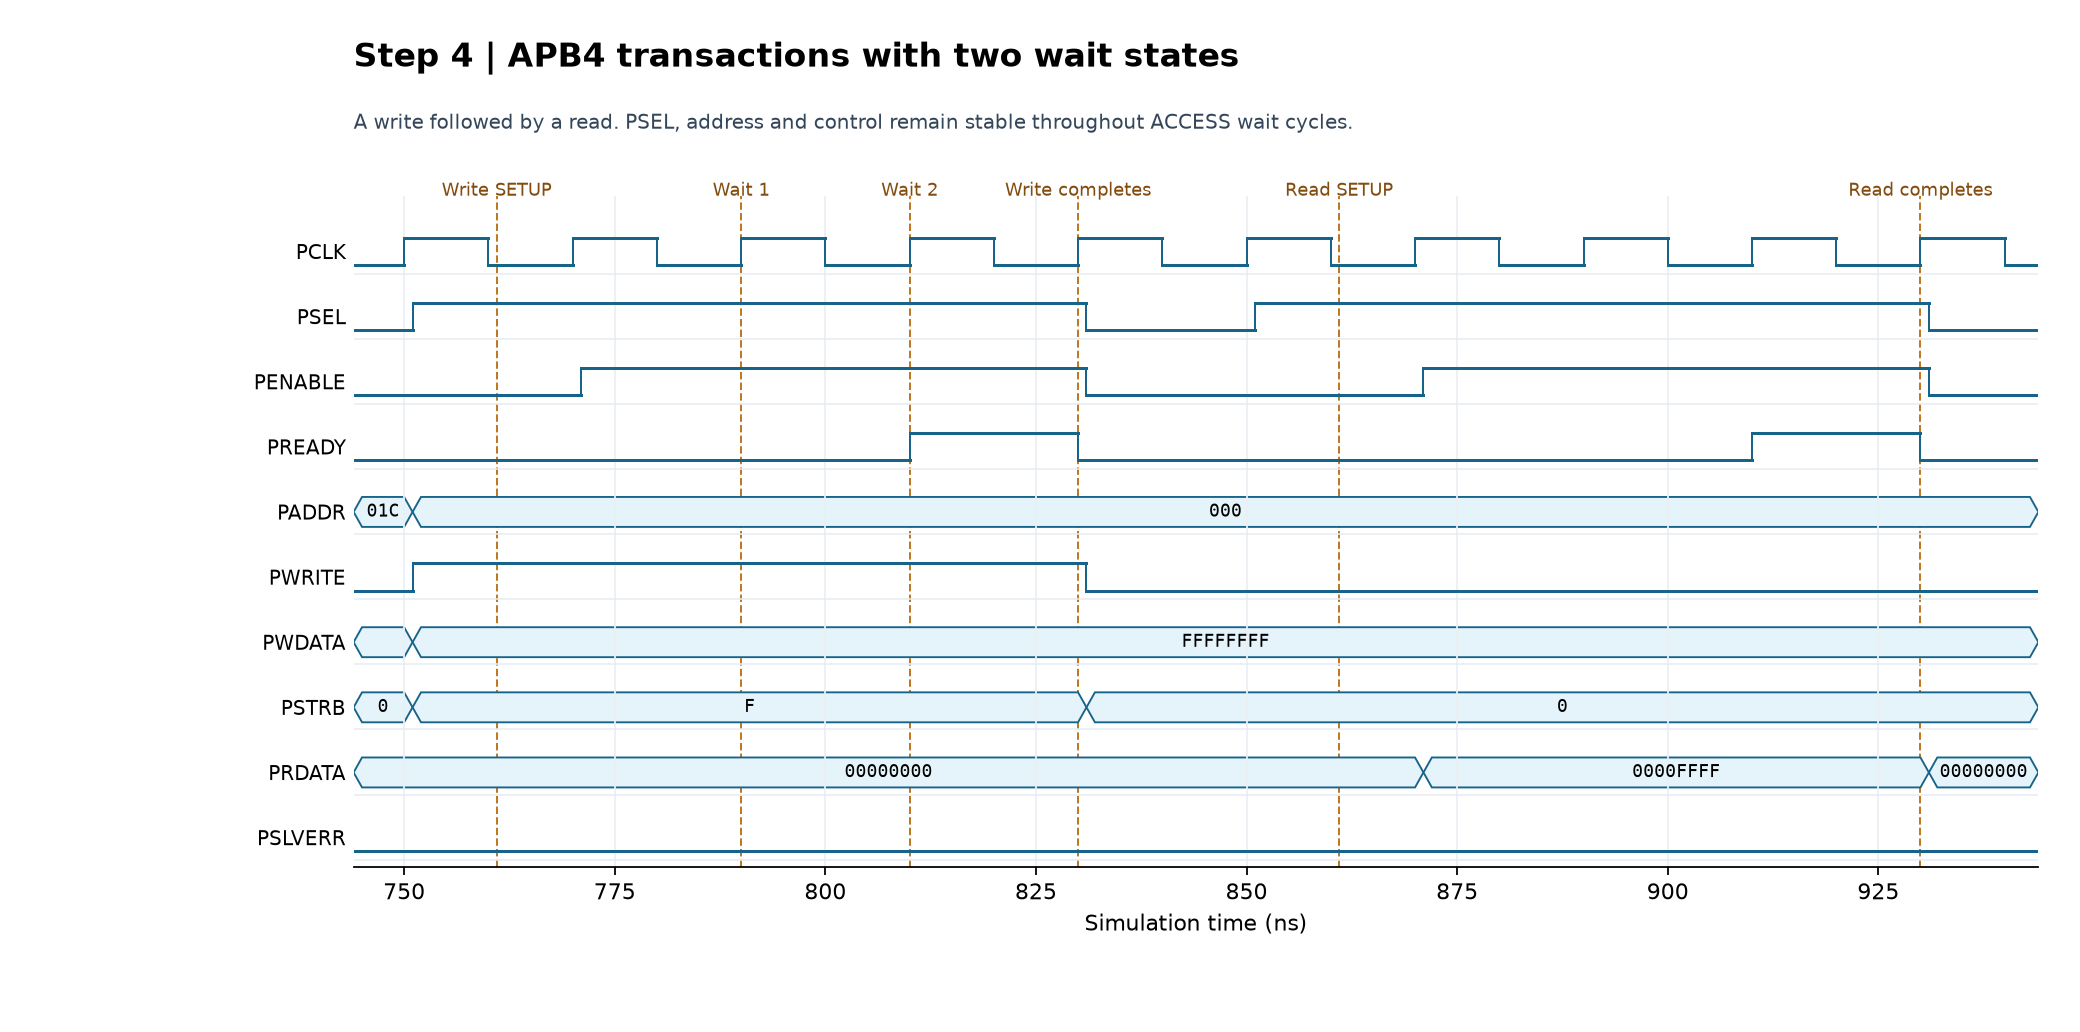 Step 4 | APB4 transactions with two wait states
A write followed by a read. PSEL, address and control remain stable throughout ACCESS wait cycles.
Write SETUP Wait 1 Wait 2 Write completes Read SETUP Read completes
PCLK
PSEL
PENABLE
PREADY
PADDR 01C 000
PWRITE
PWDATA FFFFFFFF
PSTRB 0 F 0
PRDATA 00000000 0000FFFF 00000000
PSLVERR
750 775 800 825 850 875 900 925
Simulation time (ns)